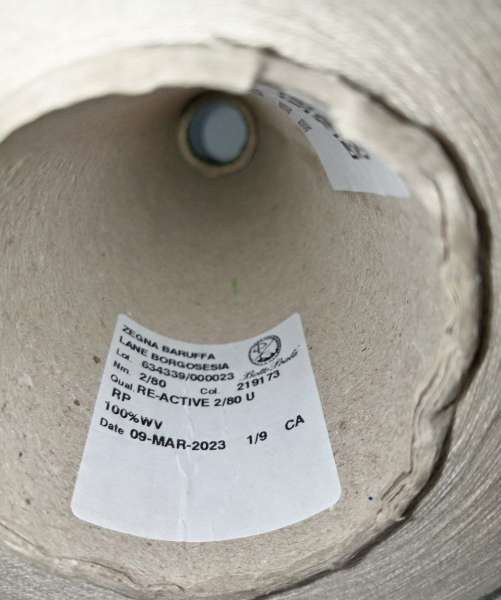 ZEGNA BARUFFA
LANE BORGOSESIA
Lot. 634339/000023
Nm. 2/80 Col. 219173
Qual. RE-ACTIVE 2/80 U
RP
100%WV
Date 09-MAR-2023 1/9 CA